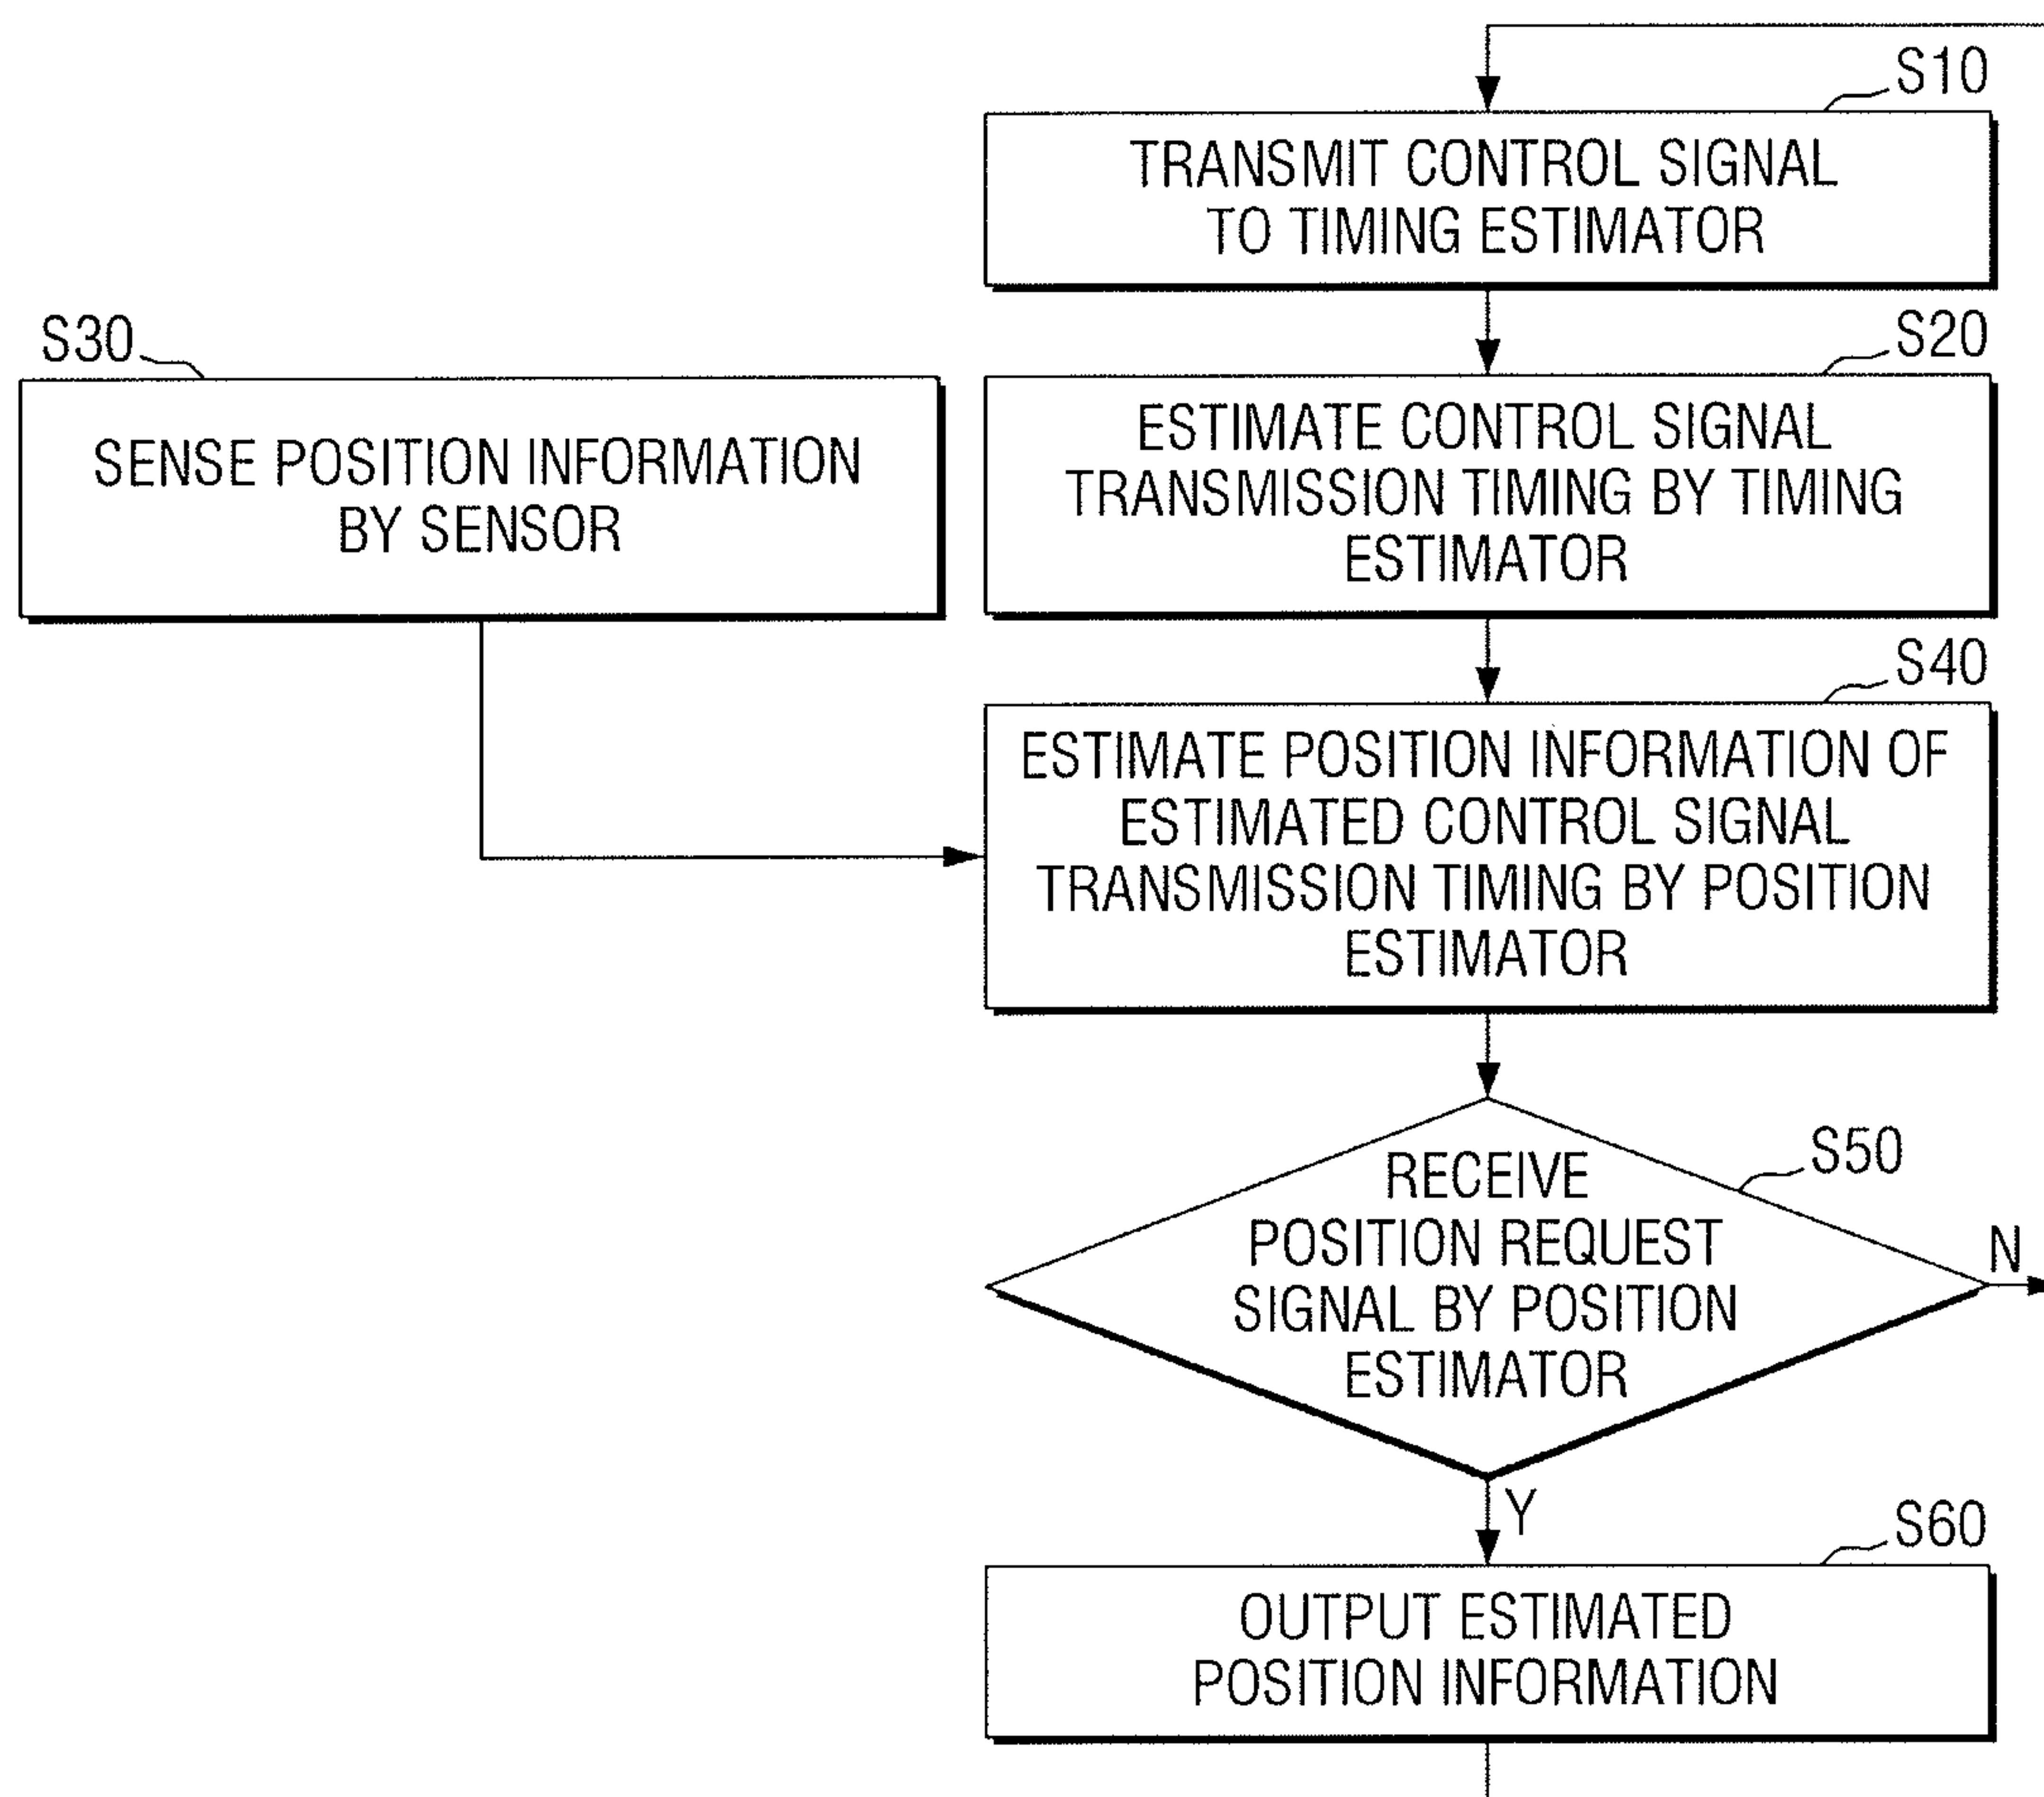 S10
TRANSMIT CONTROL SIGNAL
TO TIMING ESTIMATOR
S30
SENSE POSITION INFORMATION
BY SENSOR
S20
ESTIMATE CONTROL SIGNAL
TRANSMISSION TIMING BY TIMING
ESTIMATOR
S40
ESTIMATE POSITION INFORMATION OF
ESTIMATED CONTROL SIGNAL
TRANSMISSION TIMING BY POSITION
ESTIMATOR
S50
RECEIVE
POSITION REQUEST
SIGNAL BY POSITION
ESTIMATOR
N
Y
S60
OUTPUT ESTIMATED
POSITION INFORMATION